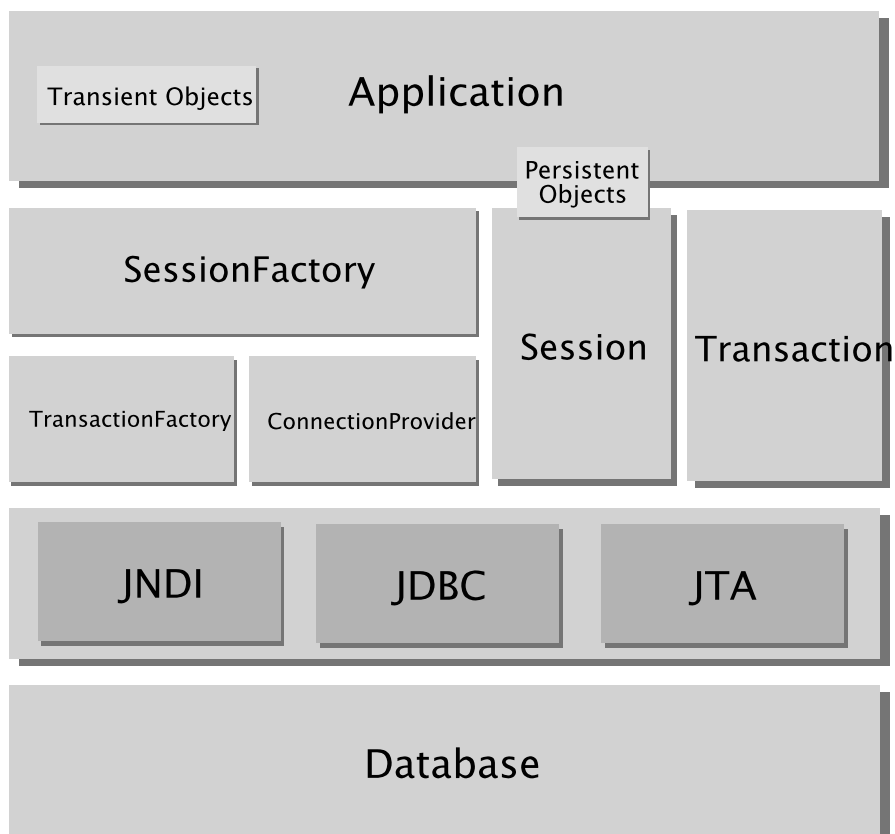 Transient Objects
Application
Persistent
Objects
SessionFactory
Session
Transaction
TransactionFactory
ConnectionProvider
JNDI
JDBC
JTA
Database